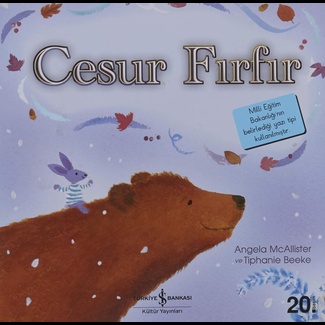 Cesur Fırfır
Milli Eğitim
Bakanlığı'nın
belirlediği yazı tipi
kullanılmıştır.
Angela McAllister
ve Tiphanie Beeke
TÜRKİYE İŞ BANKASI
Kültür Yayınları
20.